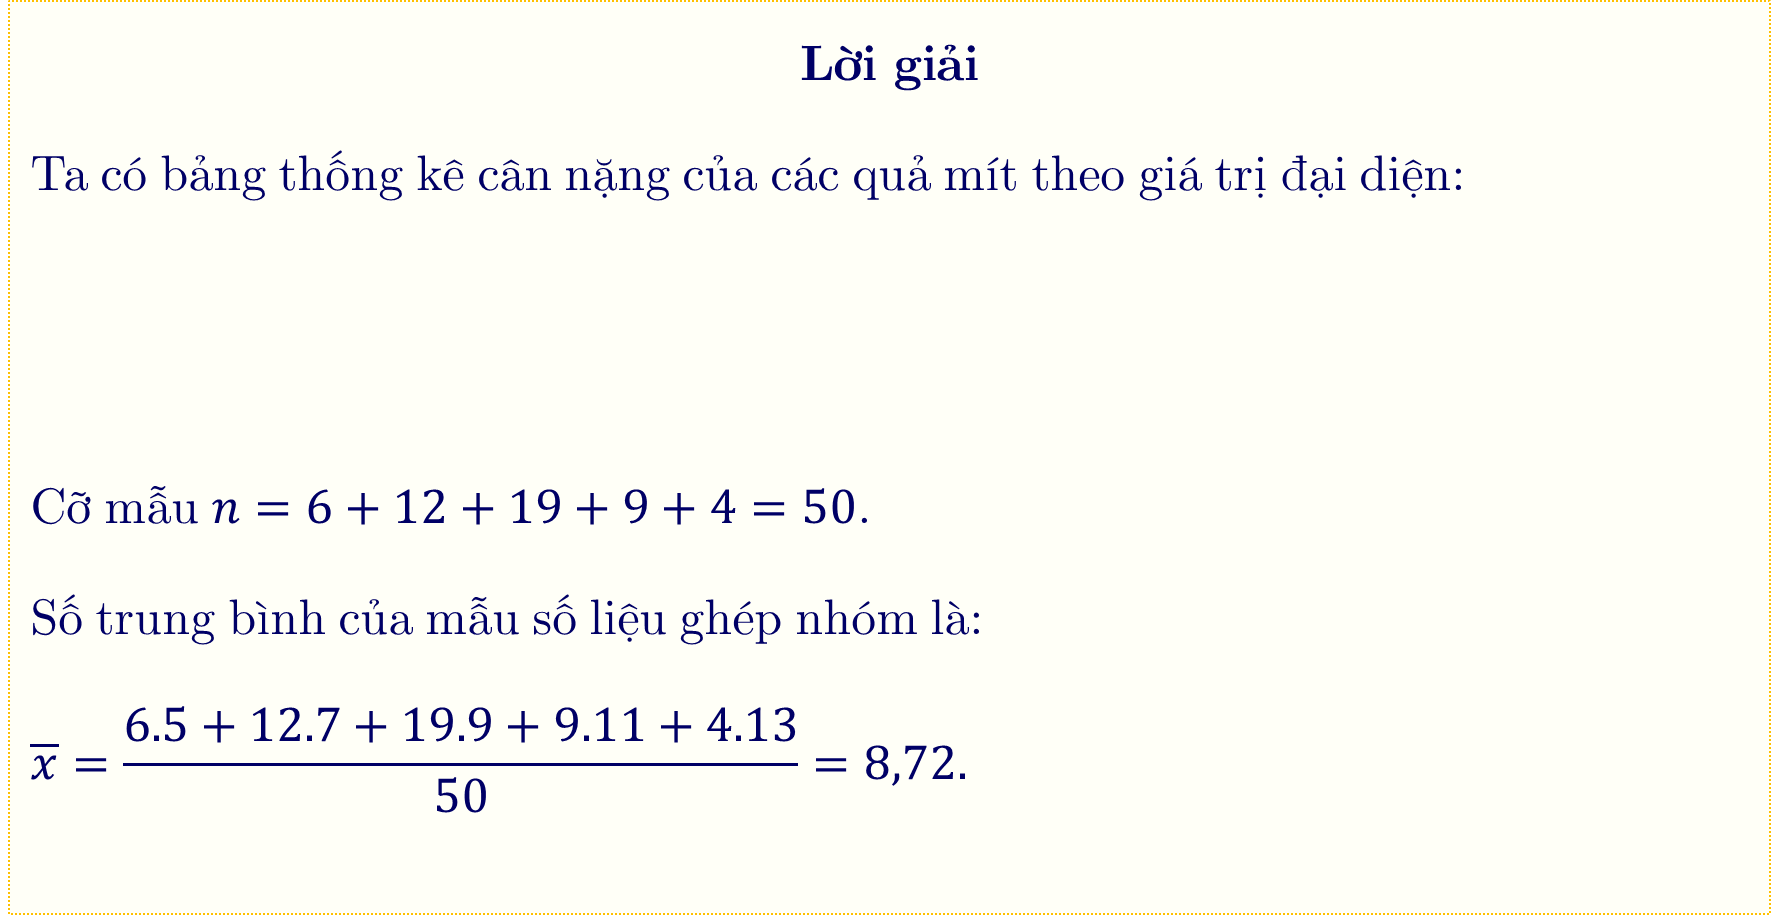 Lời giải
Ta có bảng thống kê cân nặng của các quả mít theo giá trị đại diện:
Cỡ mẫu n = 6 + 12 + 19 + 9 + 4 = 50.
Số trung bình của mẫu số liệu ghép nhóm là:
x̅ = (6.5 + 12.7 + 19.9 + 9.11 + 4.13)/50 = 8,72.